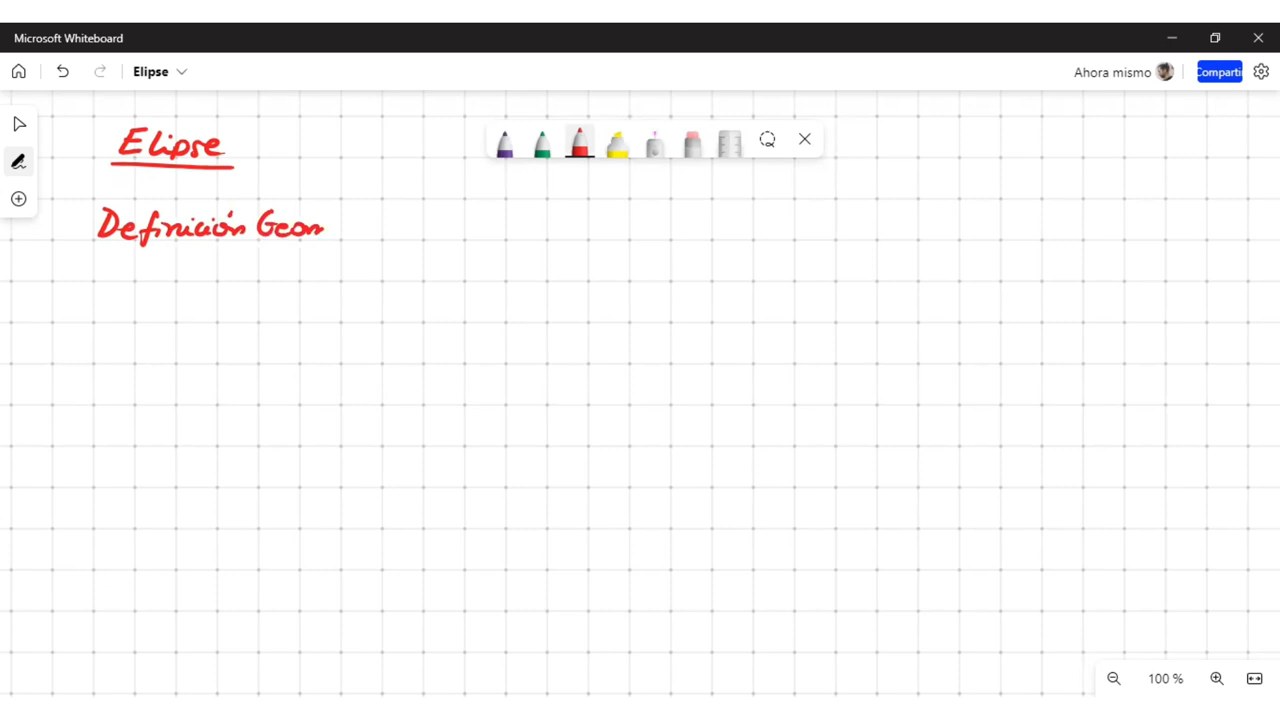 Microsoft Whiteboard
Elipse
Ahora mismo
Comparti
Elipse
Definición Geom
100 %